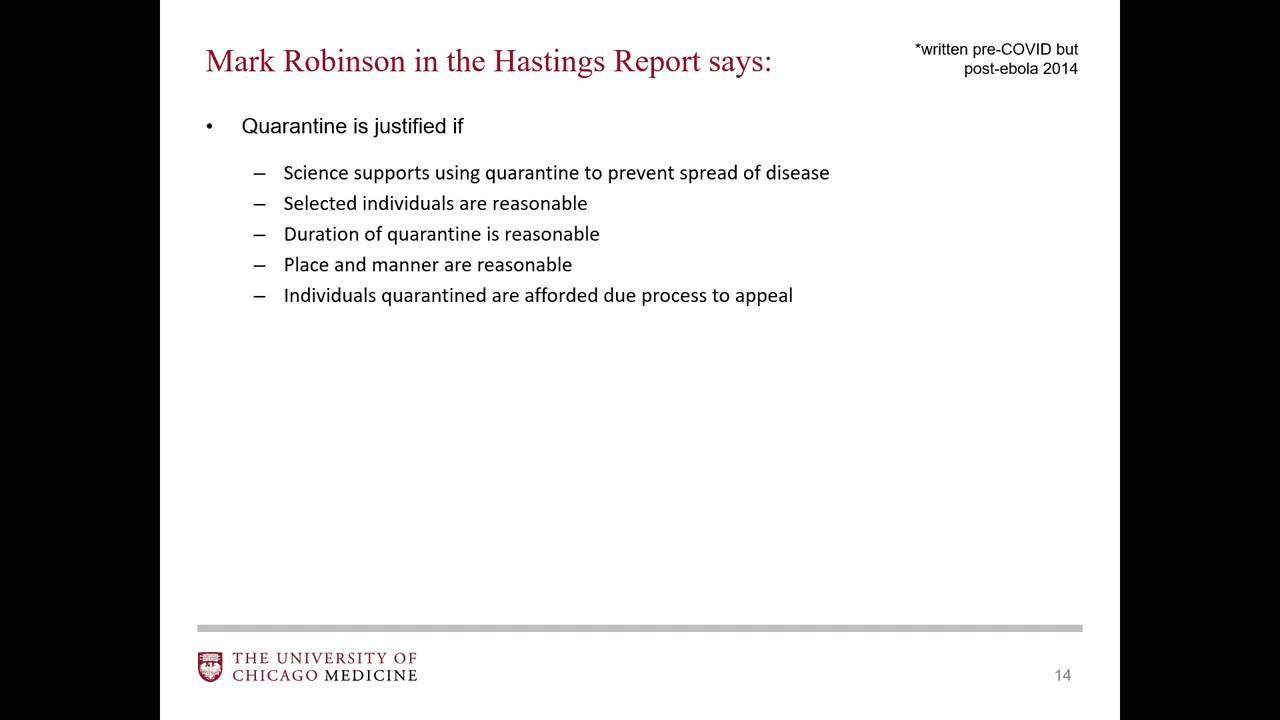 Mark Robinson in the Hastings Report says:
*written pre-COVID but
post-ebola 2014
• Quarantine is justified if
– Science supports using quarantine to prevent spread of disease
– Selected individuals are reasonable
– Duration of quarantine is reasonable
– Place and manner are reasonable
– Individuals quarantined are afforded due process to appeal
THE UNIVERSITY OF
CHICAGO MEDICINE
14